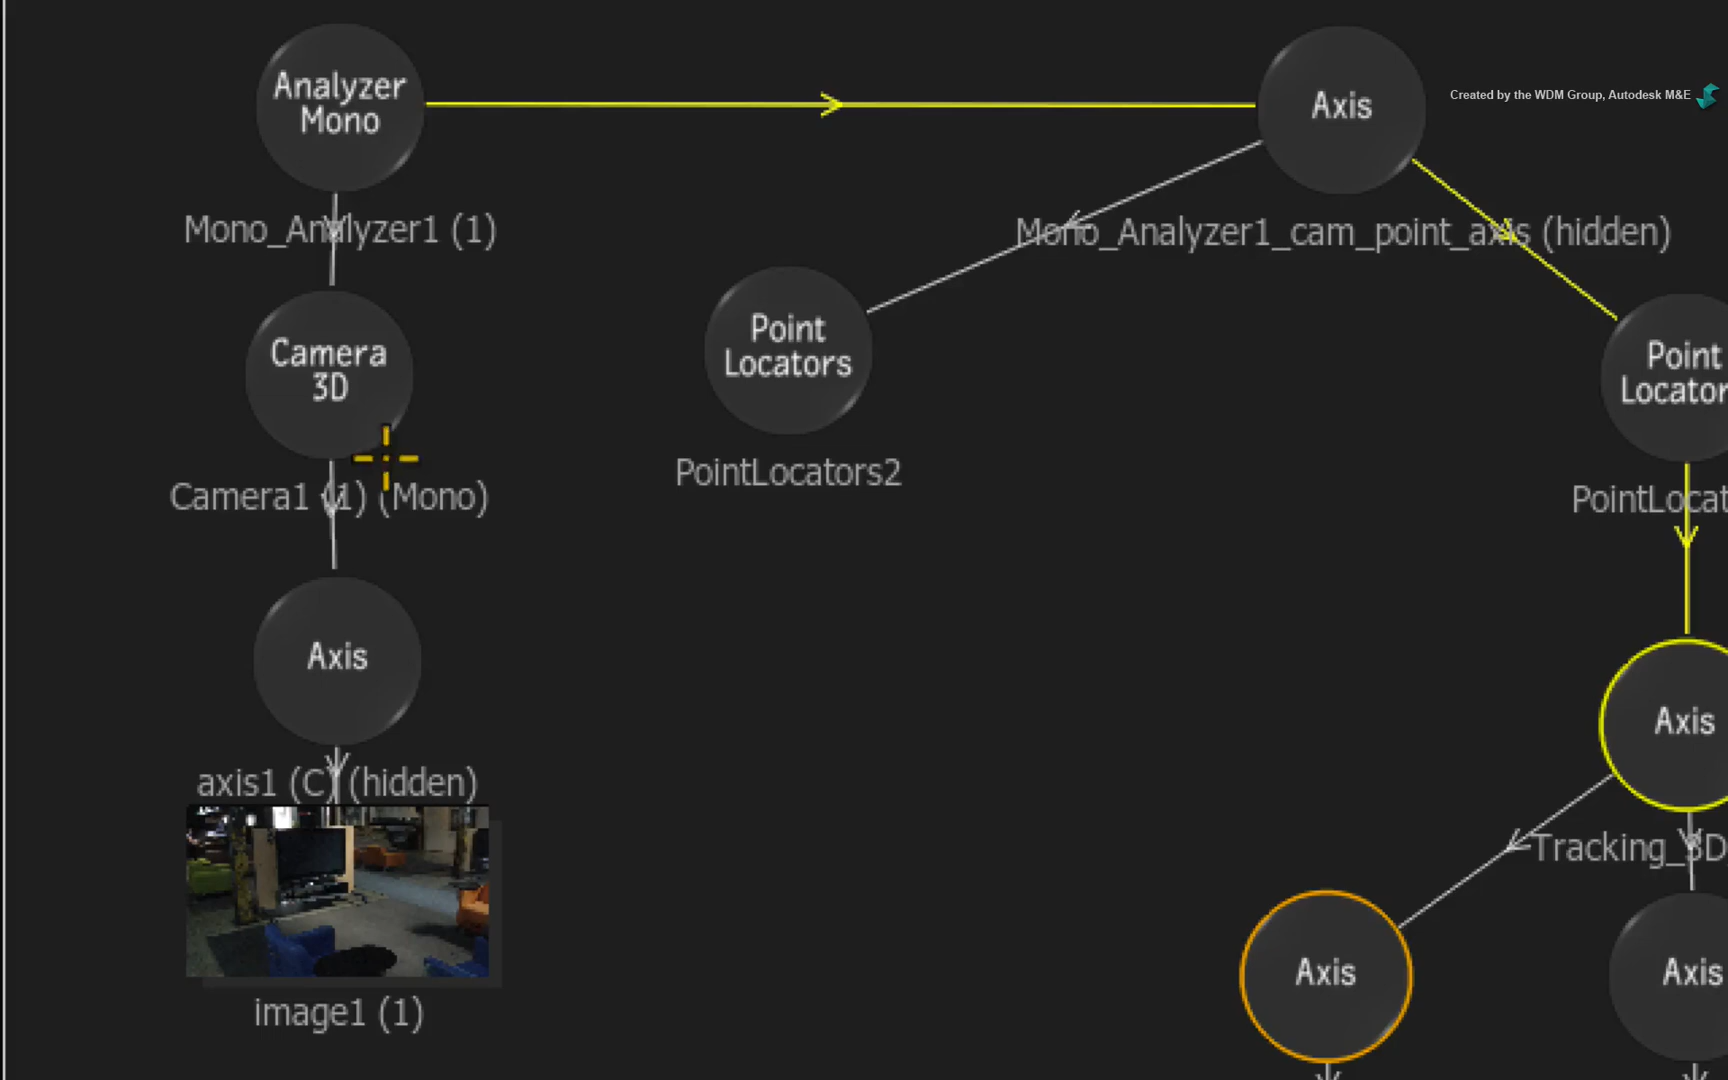 Analyzer
Mono
Axis
Created by the WDM Group, Autodesk M&E
Mono_Analyzer1 (1)
Mono_Analyzer1_cam_point_axis (hidden)
Camera
3D
Point
Locators
Point
Locator
Camera1 (1) (Mono)
PointLocators2
PointLocat
Axis
Axis
axis1 (C) (hidden)
Tracking_3D
Axis
Axis
image1 (1)